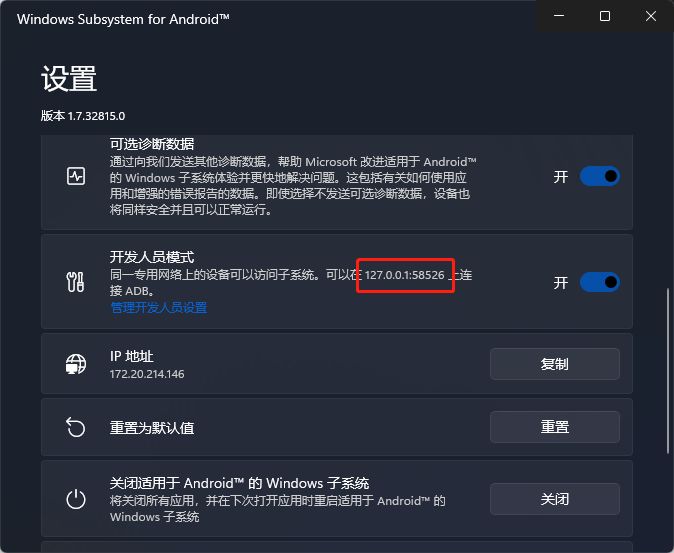 Windows Subsystem for Android™
设置
版本 1.7.32815.0
可选诊断数据
通过向我们发送其他诊断数据，帮助 Microsoft 改进适用于 Android™
的 Windows 子系统体验并更快地解决问题。这包括有关如何使用应
用和增强的错误报告的数据。即使选择不发送可选诊断数据，设备也
将同样安全并且可以正常运行。
开
开发人员模式
同一专用网络上的设备可以访问子系统。可以在 127.0.0.1:58526 上连
接 ADB。
管理开发人员设置
开
IP 地址
172.20.214.146
复制
重置为默认值
重置
关闭适用于 Android™ 的 Windows 子系统
将关闭所有应用，并在下次打开应用时重启适用于 Android™ 的
Windows 子系统
关闭